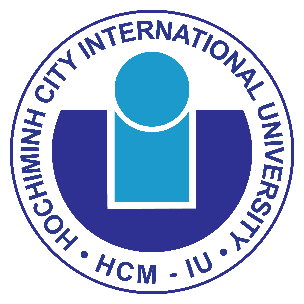 HOCHIMINH CITY INTERNATIONAL UNIVERSITY
• HCM - IU •